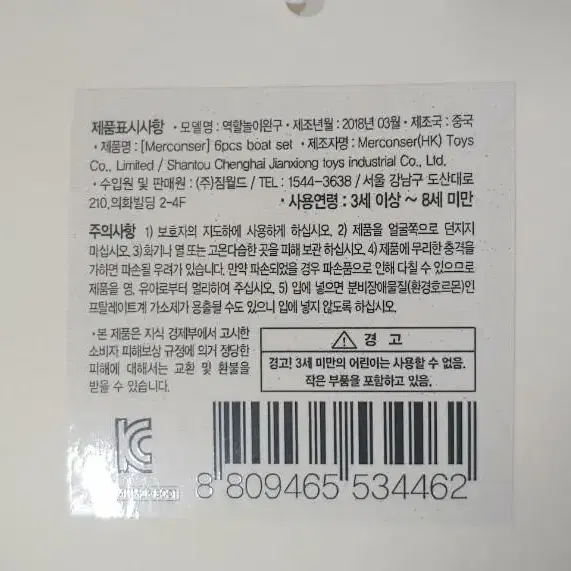 제품표시사항 · 모델명 : 역할놀이완구 · 제조년월 : 2018년 03월 · 제조국 : 중국
· 제품명 : [Merconser] 6pcs boat set · 제조자명 : Merconser(HK) Toys
Co., Limited / Shantou Chenghai Jianxiong toys industrial Co., Ltd.
· 수입원 및 판매원 : (주)짐월드 / TEL : 1544-3638 / 서울 강남구 도산대로
210,의화빌딩 2-4F · 사용연령 : 3세 이상 ~ 8세 미만
주의사항 1) 보호자의 지도하에 사용하게 하십시오. 2) 제품을 얼굴쪽으로 던지지
마십시오. 3) 화기나 열 또는 고온다습한 곳을 피해 보관 하십시오. 4) 제품에 무리한 충격을
가하면 파손될 우려가 있습니다. 만약 파손되었을 경우 파손품으로 인해 다칠 수 있으므로
제품을 영, 유아로부터 멀리하여 주십시오. 5) 입에 넣으면 분비장애물질(환경호르몬)인
프탈레이트계 가소제가 용출될 수도 있으니 입에 넣지 않도록 하십시오.
· 본 제품은 지식 경제부에서 고시한
소비자 피해보상 규정에 의거 정당한
피해에 대해서는 교환 및 환불을
받을 수 있습니다.
경 고
경고! 3세 미만의 어린이는 사용할 수 없음.
작은 부품을 포함하고 있음.
8 809465 534462